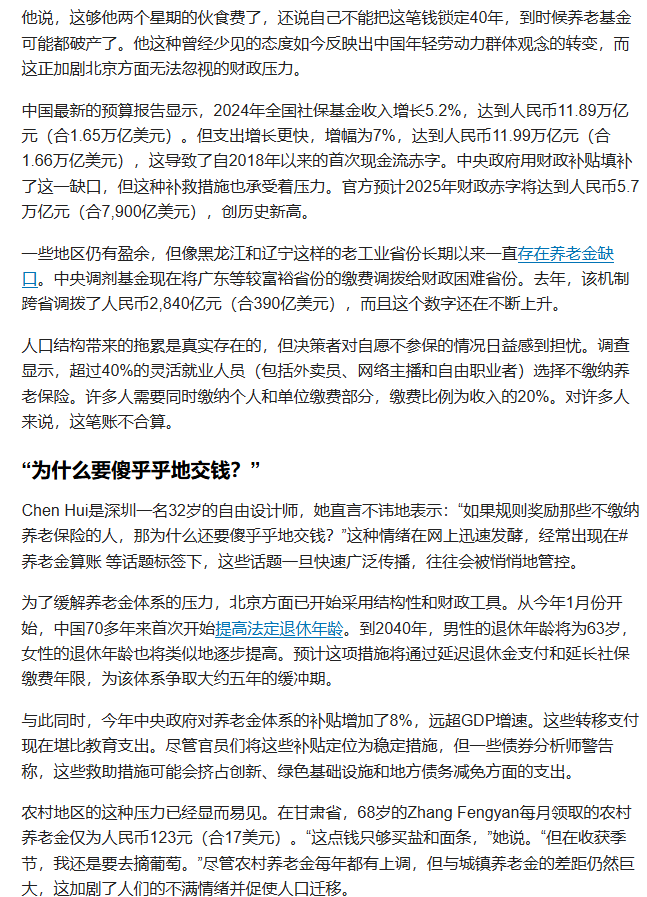 他说，这够他两个星期的伙食费了，还说自己不能把这笔钱锁定40年，到时候养老基金
可能都破产了。他这种曾经少见的态度如今反映出中国年轻劳动力群体观念的转变，而
这正加剧北京方面无法忽视的财政压力。
中国最新的预算报告显示，2024年全国社保基金收入增长5.2%，达到人民币11.89万亿
元（合1.65万亿美元）。但支出增长更快，增幅为7%，达到人民币11.99万亿元（合
1.66万亿美元），这导致了自2018年以来的首次现金流赤字。中央政府用财政补贴填补
了这一缺口，但这种补救措施也承受着压力。官方预计2025年财政赤字将达到人民币5.7
万亿元（合7,900亿美元），创历史新高。
一些地区仍有盈余，但像黑龙江和辽宁这样的老工业省份长期以来一直存在养老金缺
口。中央调剂基金现在将广东等较富裕省份的缴费调拨给财政困难省份。去年，该机制
跨省调拨了人民币2,840亿元（合390亿美元），而且这个数字还在不断上升。
人口结构带来的拖累是真实存在的，但决策者对自愿不参保的情况日益感到担忧。调查
显示，超过40%的灵活就业人员（包括外卖员、网络主播和自由职业者）选择不缴纳养
老保险。许多人需要同时缴纳个人和单位缴费部分，缴费比例为收入的20%。对许多人
来说，这笔账不合算。
“为什么要傻乎乎地交钱？”
Chen Hui是深圳一名32岁的自由设计师，她直言不讳地表示：“如果规则奖励那些不缴纳
养老保险的人，那为什么还要傻乎乎地交钱？”这种情绪在网上迅速发酵，经常出现在#
养老金算账 等话题标签下，这些话题一旦快速广泛传播，往往会被悄悄地管控。
为了缓解养老金体系的压力，北京方面已开始采用结构性和财政工具。从今年1月份开
始，中国70多年来首次开始提高法定退休年龄。到2040年，男性的退休年龄将为63岁，
女性的退休年龄也将类似地逐步提高。预计这项措施将通过延迟退休金支付和延长社保
缴费年限，为该体系争取大约五年的缓冲期。
与此同时，今年中央政府对养老金体系的补贴增加了8%，远超GDP增速。这些转移支付
现在堪比教育支出。尽管官员们将这些补贴定位为稳定措施，但一些债券分析师警告
称，这些救助措施可能会挤占创新、绿色基础设施和地方债务减免方面的支出。
农村地区的这种压力已经显而易见。在甘肃省，68岁的Zhang Fengyan每月领取的农村
养老金仅为人民币123元（合17美元）。“这点钱只够买盐和面条，”她说。“但在收获季
节，我还是要去摘葡萄。”尽管农村养老金每年都有上调，但与城镇养老金的差距仍然巨
大，这加剧了人们的不满情绪并促使人口迁移。